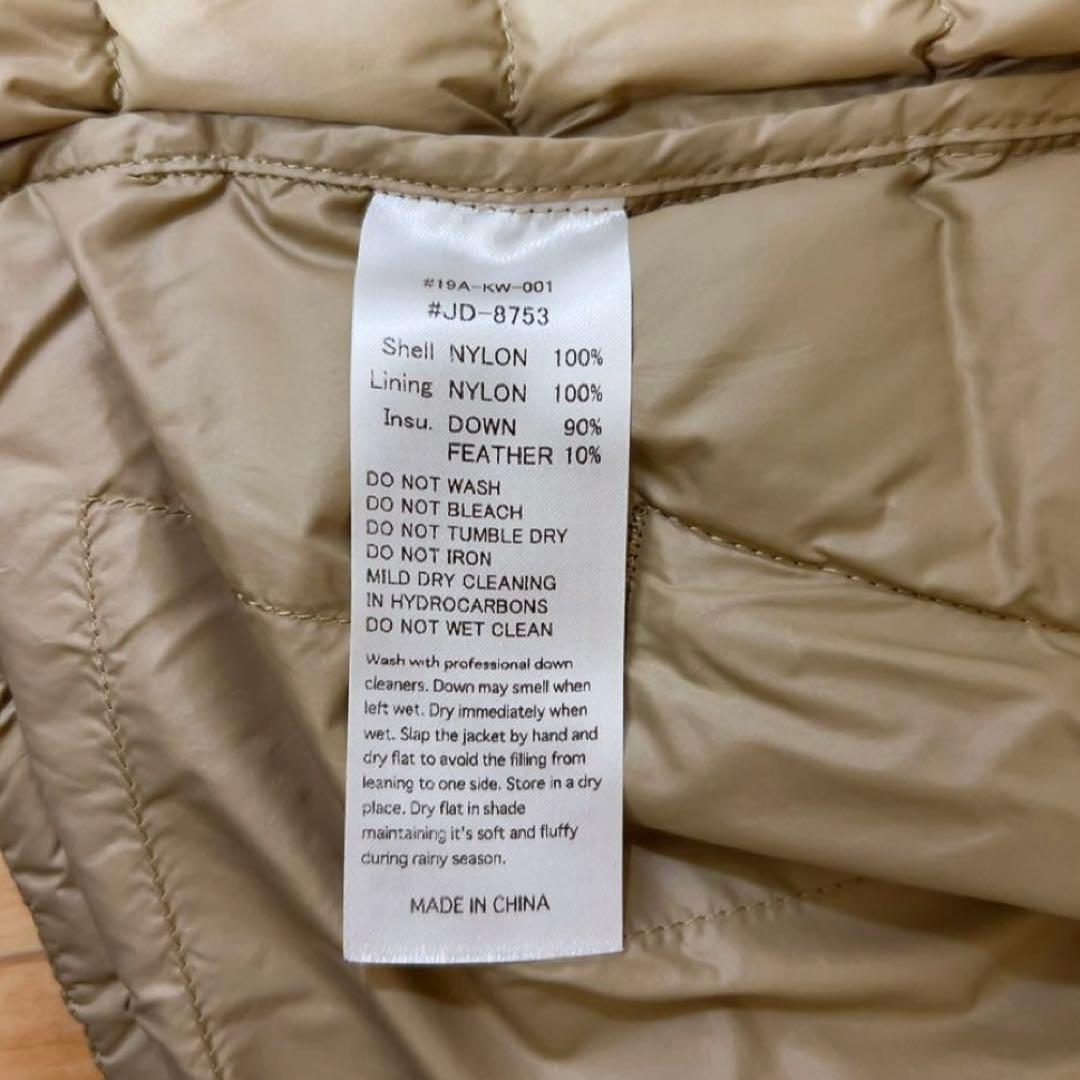 #19A-KW-001
#JD-8753
Shell NYLON 100%
Lining NYLON 100%
Insu. DOWN 90%
FEATHER 10%
DO NOT WASH
DO NOT BLEACH
DO NOT TUMBLE DRY
DO NOT IRON
MILD DRY CLEANING
IN HYDROCARBONS
DO NOT WET CLEAN
Wash with professional down
cleaners. Down may smell when
left wet. Dry immediately when
wet. Slap the jacket by hand and
dry flat to avoid the filling from
leaning to one side. Store in a dry
place. Dry flat in shade
maintaining it's soft and fluffy
during rainy season.
MADE IN CHINA